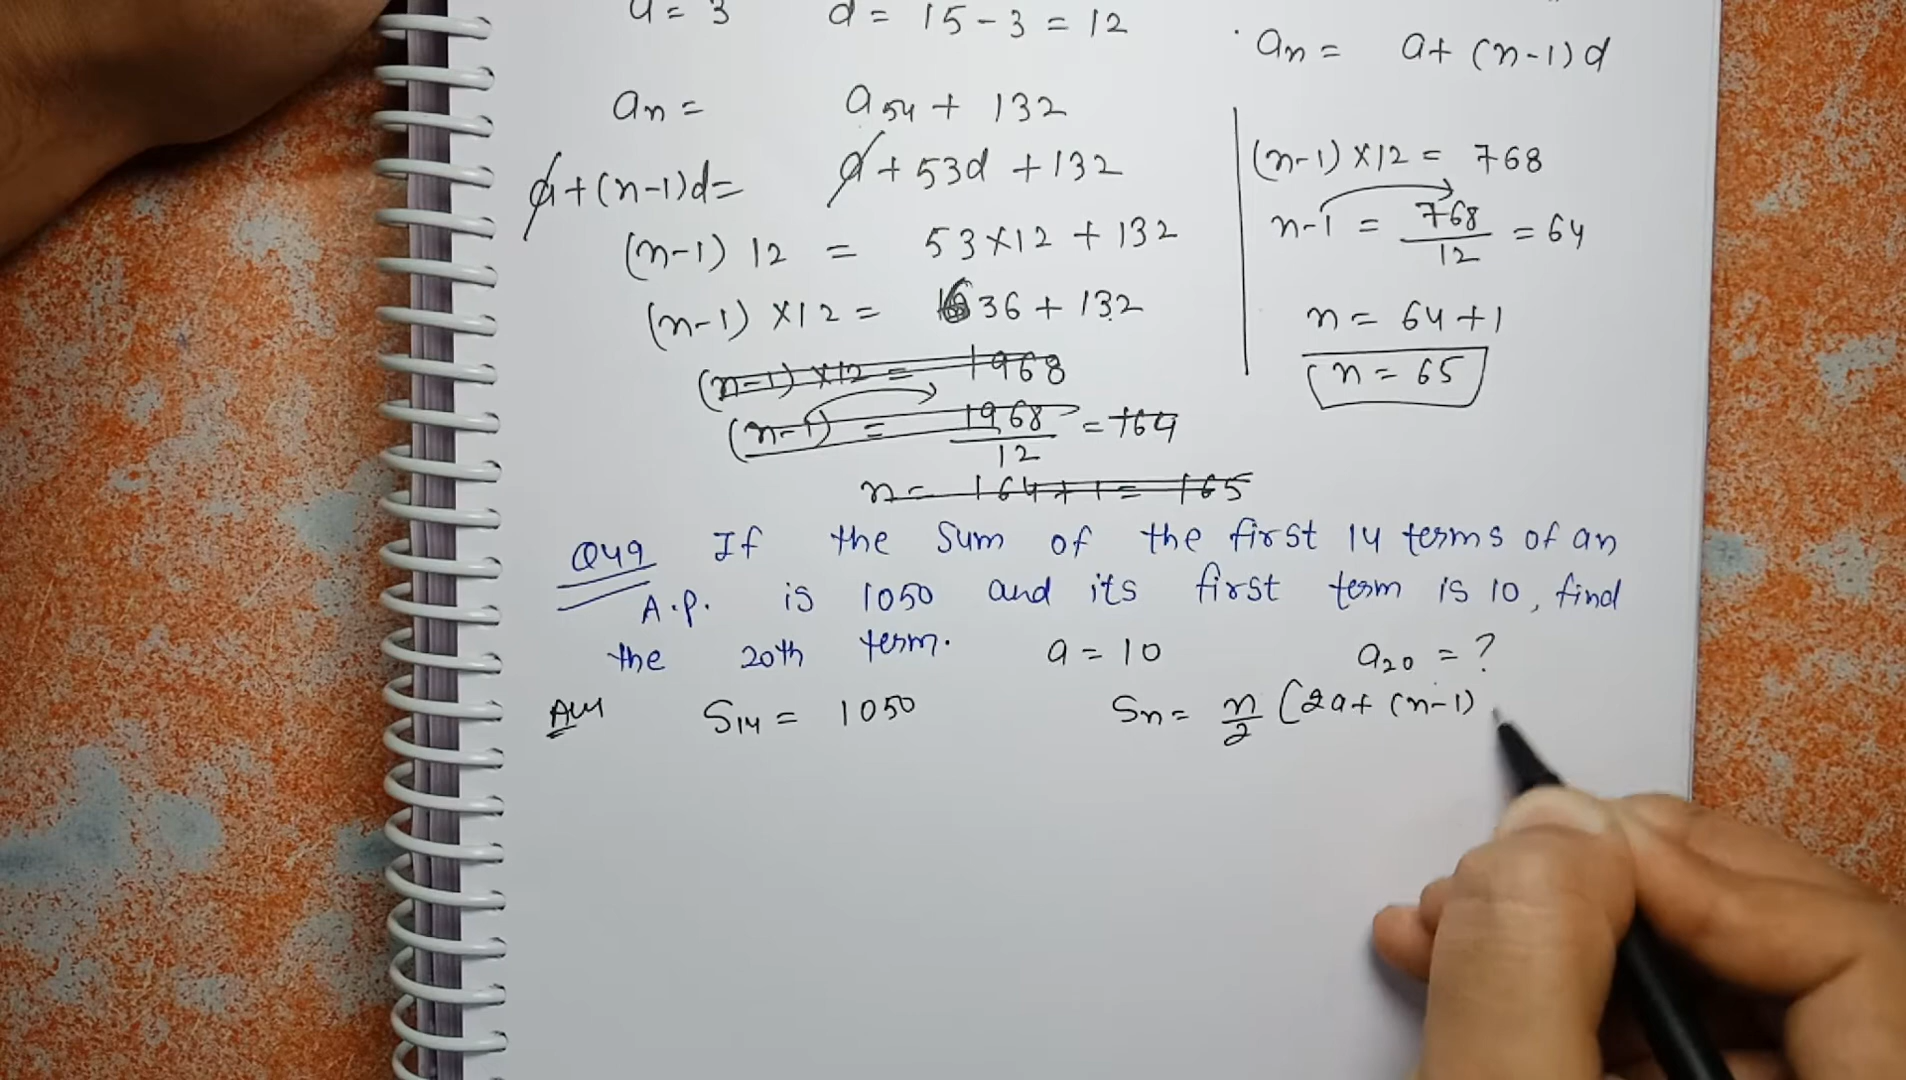 a = 3 d = 15 - 3 = 12
an = a54 + 132
a + (n-1)d = a + 53d + 132
(n-1) 12 = 53 × 12 + 132
(n-1) × 12 = 636 + 132
(n-1) × 12 = 1968
(n-1) = 1968/12 = 164
n = 164 + 1 = 165
an = a + (n-1) d
(n-1) × 12 = 768
n-1 = 768/12 = 64
n = 64 + 1
n = 65
Q49 If the Sum of the first 14 terms of an
A.P. is 1050 and its first term is 10, find
the 20th term. a = 10 a20 = ?
Ans S14 = 1050 Sn = n/2 (2a + (n-1)